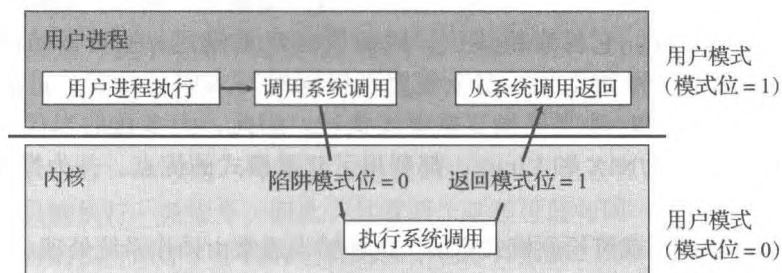 用户进程
用户进程执行
调用系统调用
从系统调用返回
用户模式
(模式位=1)
内核
陷阱模式位=0
返回模式位=1
执行系统调用
用户模式
(模式位=0)